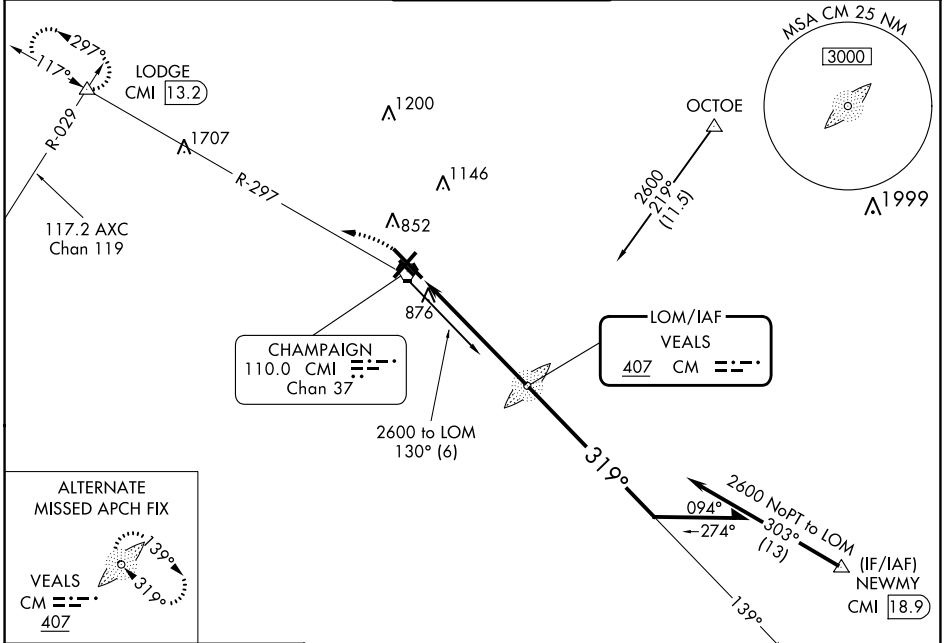 MSA CM 25 NM
3000
297°
117°
LODGE
CMI 13.2
R-029
1707
1200
OCTOE
R-297
1146
2600
219°
(11.5)
1999
117.2 AXC
Chan 119
852
876
LOM/IAF
VEALS
407 CM
CHAMPAIGN
110.0 CMI
Chan 37
2600 to LOM
130° (6)
319°
2600 NoPT to LOM
094°
274°
303°
(13)
(IF/IAF)
NEWMY
CMI 18.9
139°
ALTERNATE
MISSED APCH FIX
139°
319°
VEALS
CM
407